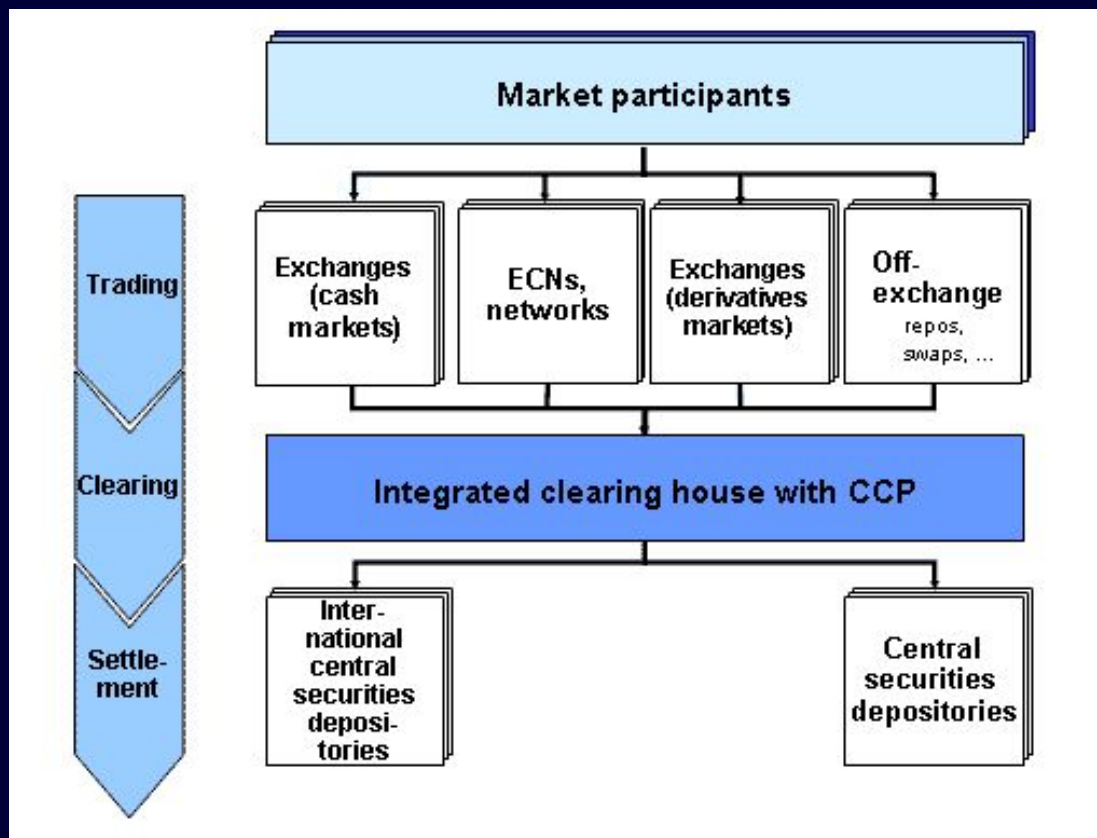 Market participants
Trading
Exchanges
(cash
markets)
ECNs,
networks
Exchanges
(derivatives
markets)
Off-
exchange
repos,
swaps, ...
Clearing
Integrated clearing house with CCP
Settle-
ment
Inter-
national
central
securities
deposi-
tories
Central
securities
depositories